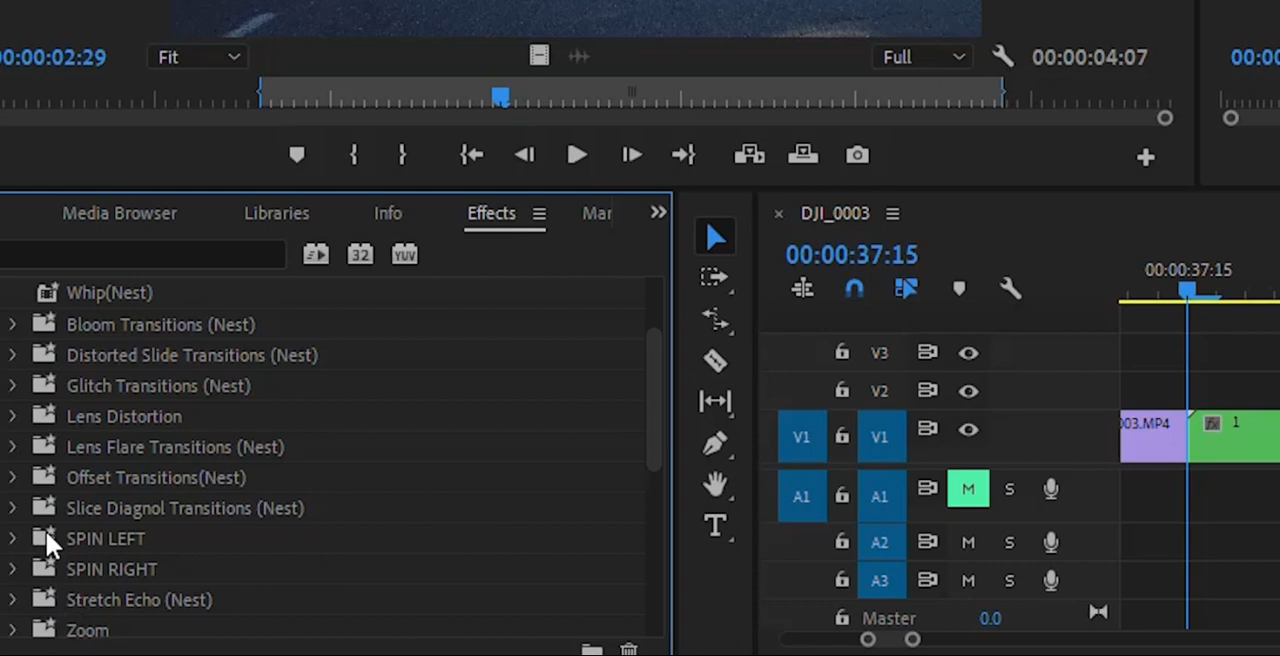 0:00:02:29 Fit Full 00:00:04:07 00:00
Media Browser Libraries Info Effects Mar
DJI_0003
32 YUV
00:00:37:15
00:00:37:15
Whip(Nest)
Bloom Transitions (Nest)
Distorted Slide Transitions (Nest)
Glitch Transitions (Nest)
Lens Distortion
Lens Flare Transitions (Nest)
Offset Transitions(Nest)
Slice Diagnol Transitions (Nest)
SPIN LEFT
SPIN RIGHT
Stretch Echo (Nest)
Zoom
V3
V2
V1 V1
003.MP4 fx 1
A1 A1 M S
A2 M S
A3 M S
Master 0.0